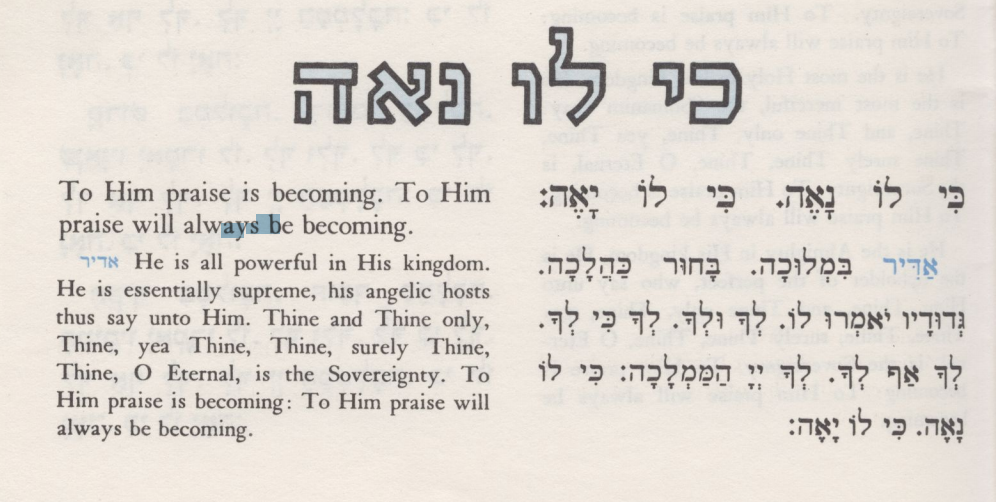 כי לו נאה
To Him praise is becoming. To Him
praise will always be becoming.
אדיר He is all powerful in His kingdom.
He is essentially supreme, his angelic hosts
thus say unto Him. Thine and Thine only,
Thine, yea Thine, Thine, surely Thine,
Thine, O Eternal, is the Sovereignty. To
Him praise is becoming: To Him praise will
always be becoming.
כִּי לוֹ נָאֶה. כִּי לוֹ יָאֶה:
אַדִּיר בִּמְלוּכָה. בָּחוּר כַּהֲלָכָה.
גְּדוּדָיו יֹאמְרוּ לוֹ. לְךָ וּלְךָ. לְךָ כִּי לְךָ.
לְךָ אַף לְךָ. לְךָ יְיָ הַמַּמְלָכָה: כִּי לוֹ
נָאֶה. כִּי לוֹ יָאֶה: